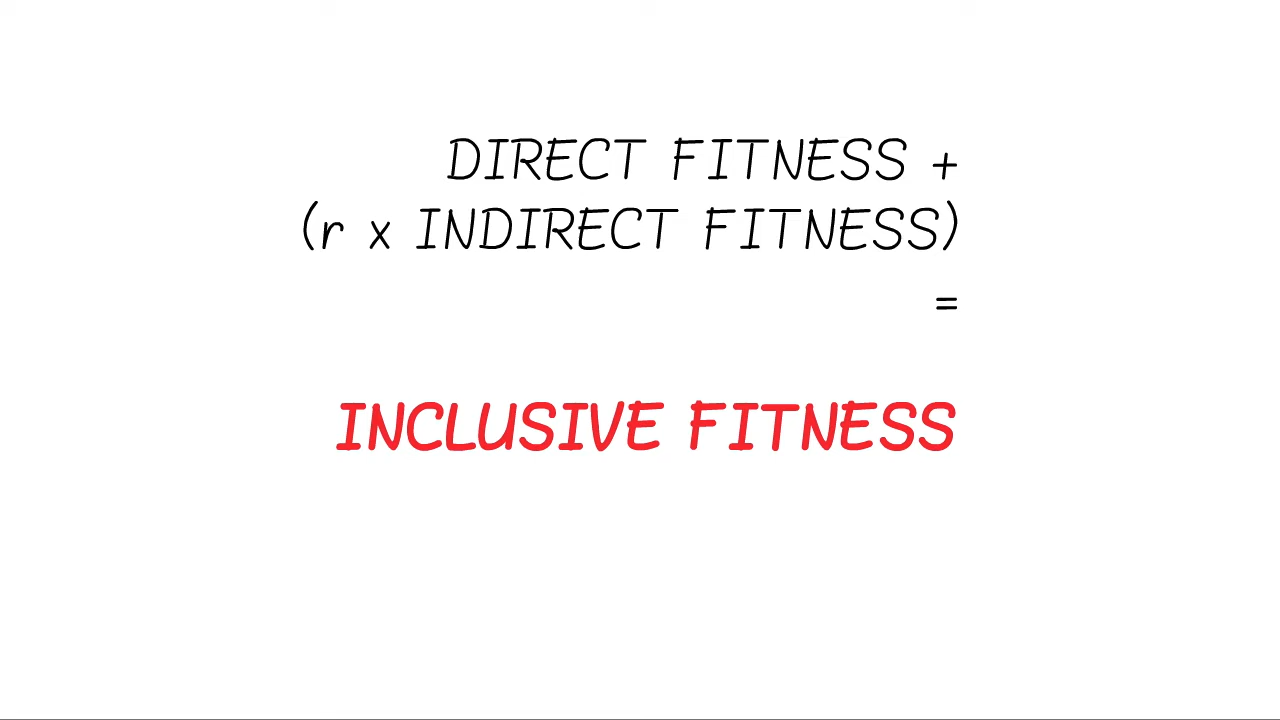 DIRECT FITNESS +
(r x INDIRECT FITNESS)
=
INCLUSIVE FITNESS